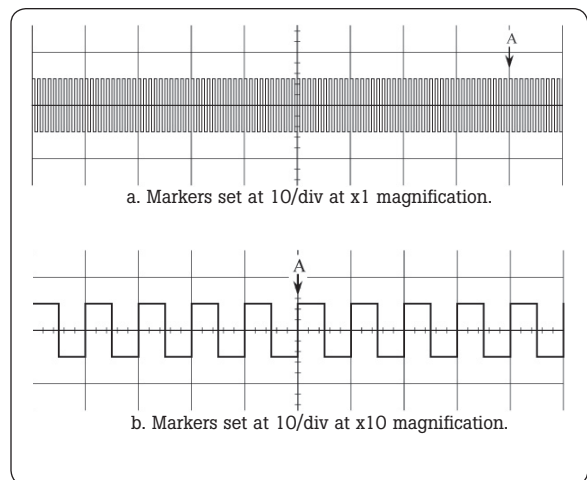 A
a. Markers set at 10/div at x1 magnification.
A
b. Markers set at 10/div at x10 magnification.